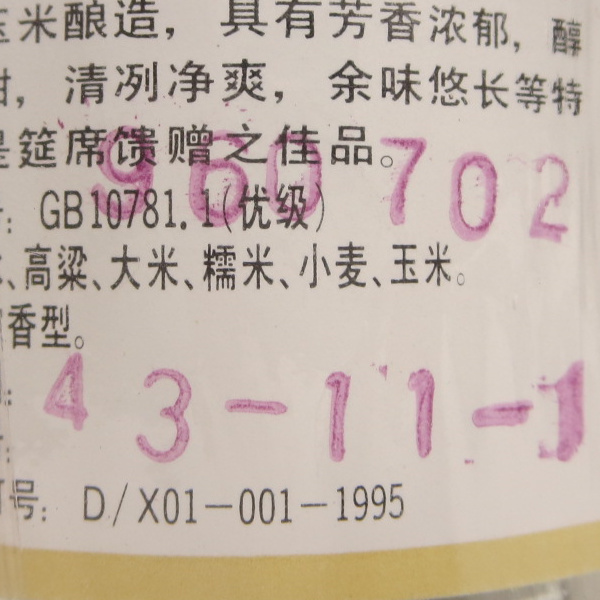 玉米酿造，具有芳香浓郁，醇
甜，清冽净爽，余味悠长等特
是筵席馈赠之佳品。
960702
：GB10781.1(优级)
、高粱、大米、糯米、小麦、玉米。
香型。
43-11-1
号：D/X01-001-1995